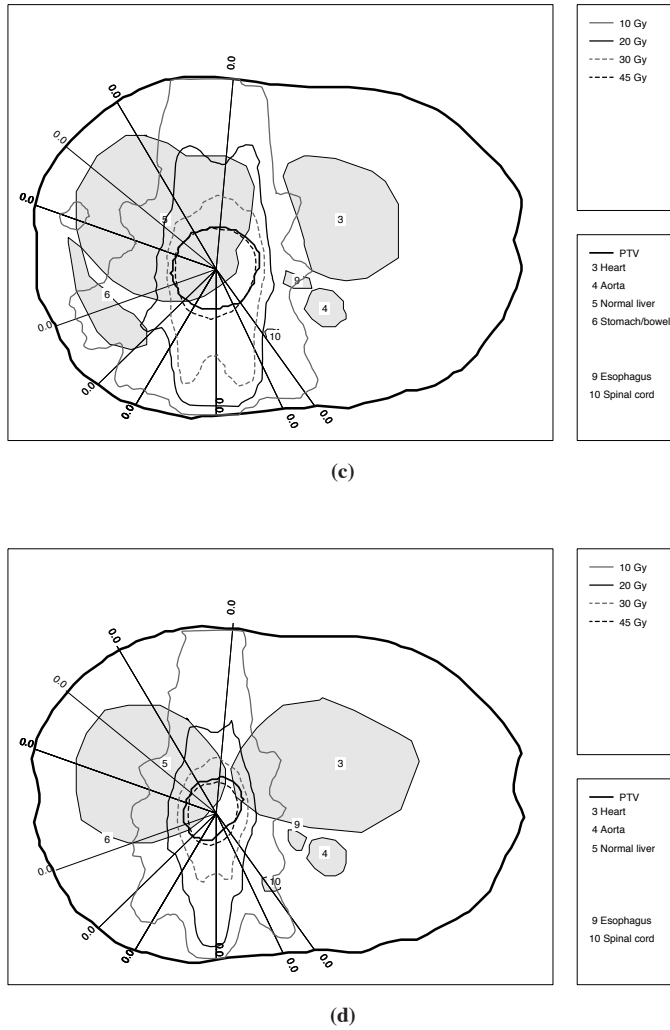 10 Gy
20 Gy
30 Gy
45 Gy
PTV
3 Heart
4 Aorta
5 Normal liver
6 Stomach/bowel
9 Esophagus
10 Spinal cord
0.0
0.0
0.0
0.0
0.0
0.0
0.0
0.0
0.0
0.0
5
3
6
9
4
10
(c)
10 Gy
20 Gy
30 Gy
45 Gy
PTV
3 Heart
4 Aorta
5 Normal liver
9 Esophagus
10 Spinal cord
0.0
0.0
0.0
0.0
0.0
0.0
0.0
0.0
0.0
0.0
5
3
6
9
4
10
(d)